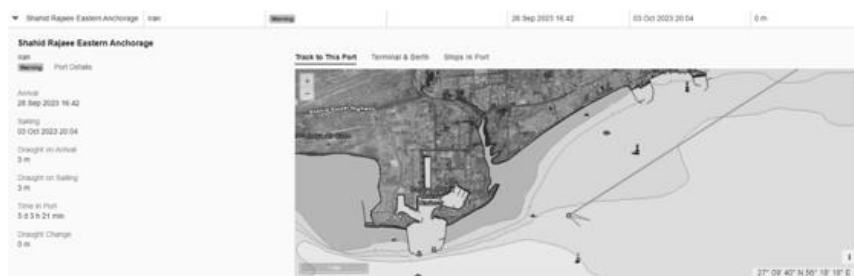 Shahid Rajaee Eastern Anchorage Iran Warning 28 Sep 2023 16:42 03 Oct 2023 20:04 0 m
Shahid Rajaee Eastern Anchorage
Iran
Warning Port Details
Track to This Port Terminal & Berth Ships in Port
Arrival
28 Sep 2023 16:42
Sailing
03 Oct 2023 20:04
Draught on Arrival
3 m
Draught on Sailing
3 m
Time in Port
5 d 3 h 21 min
Draught Change
0 m
+
-
27° 09' 40" N 56° 18' 19" E